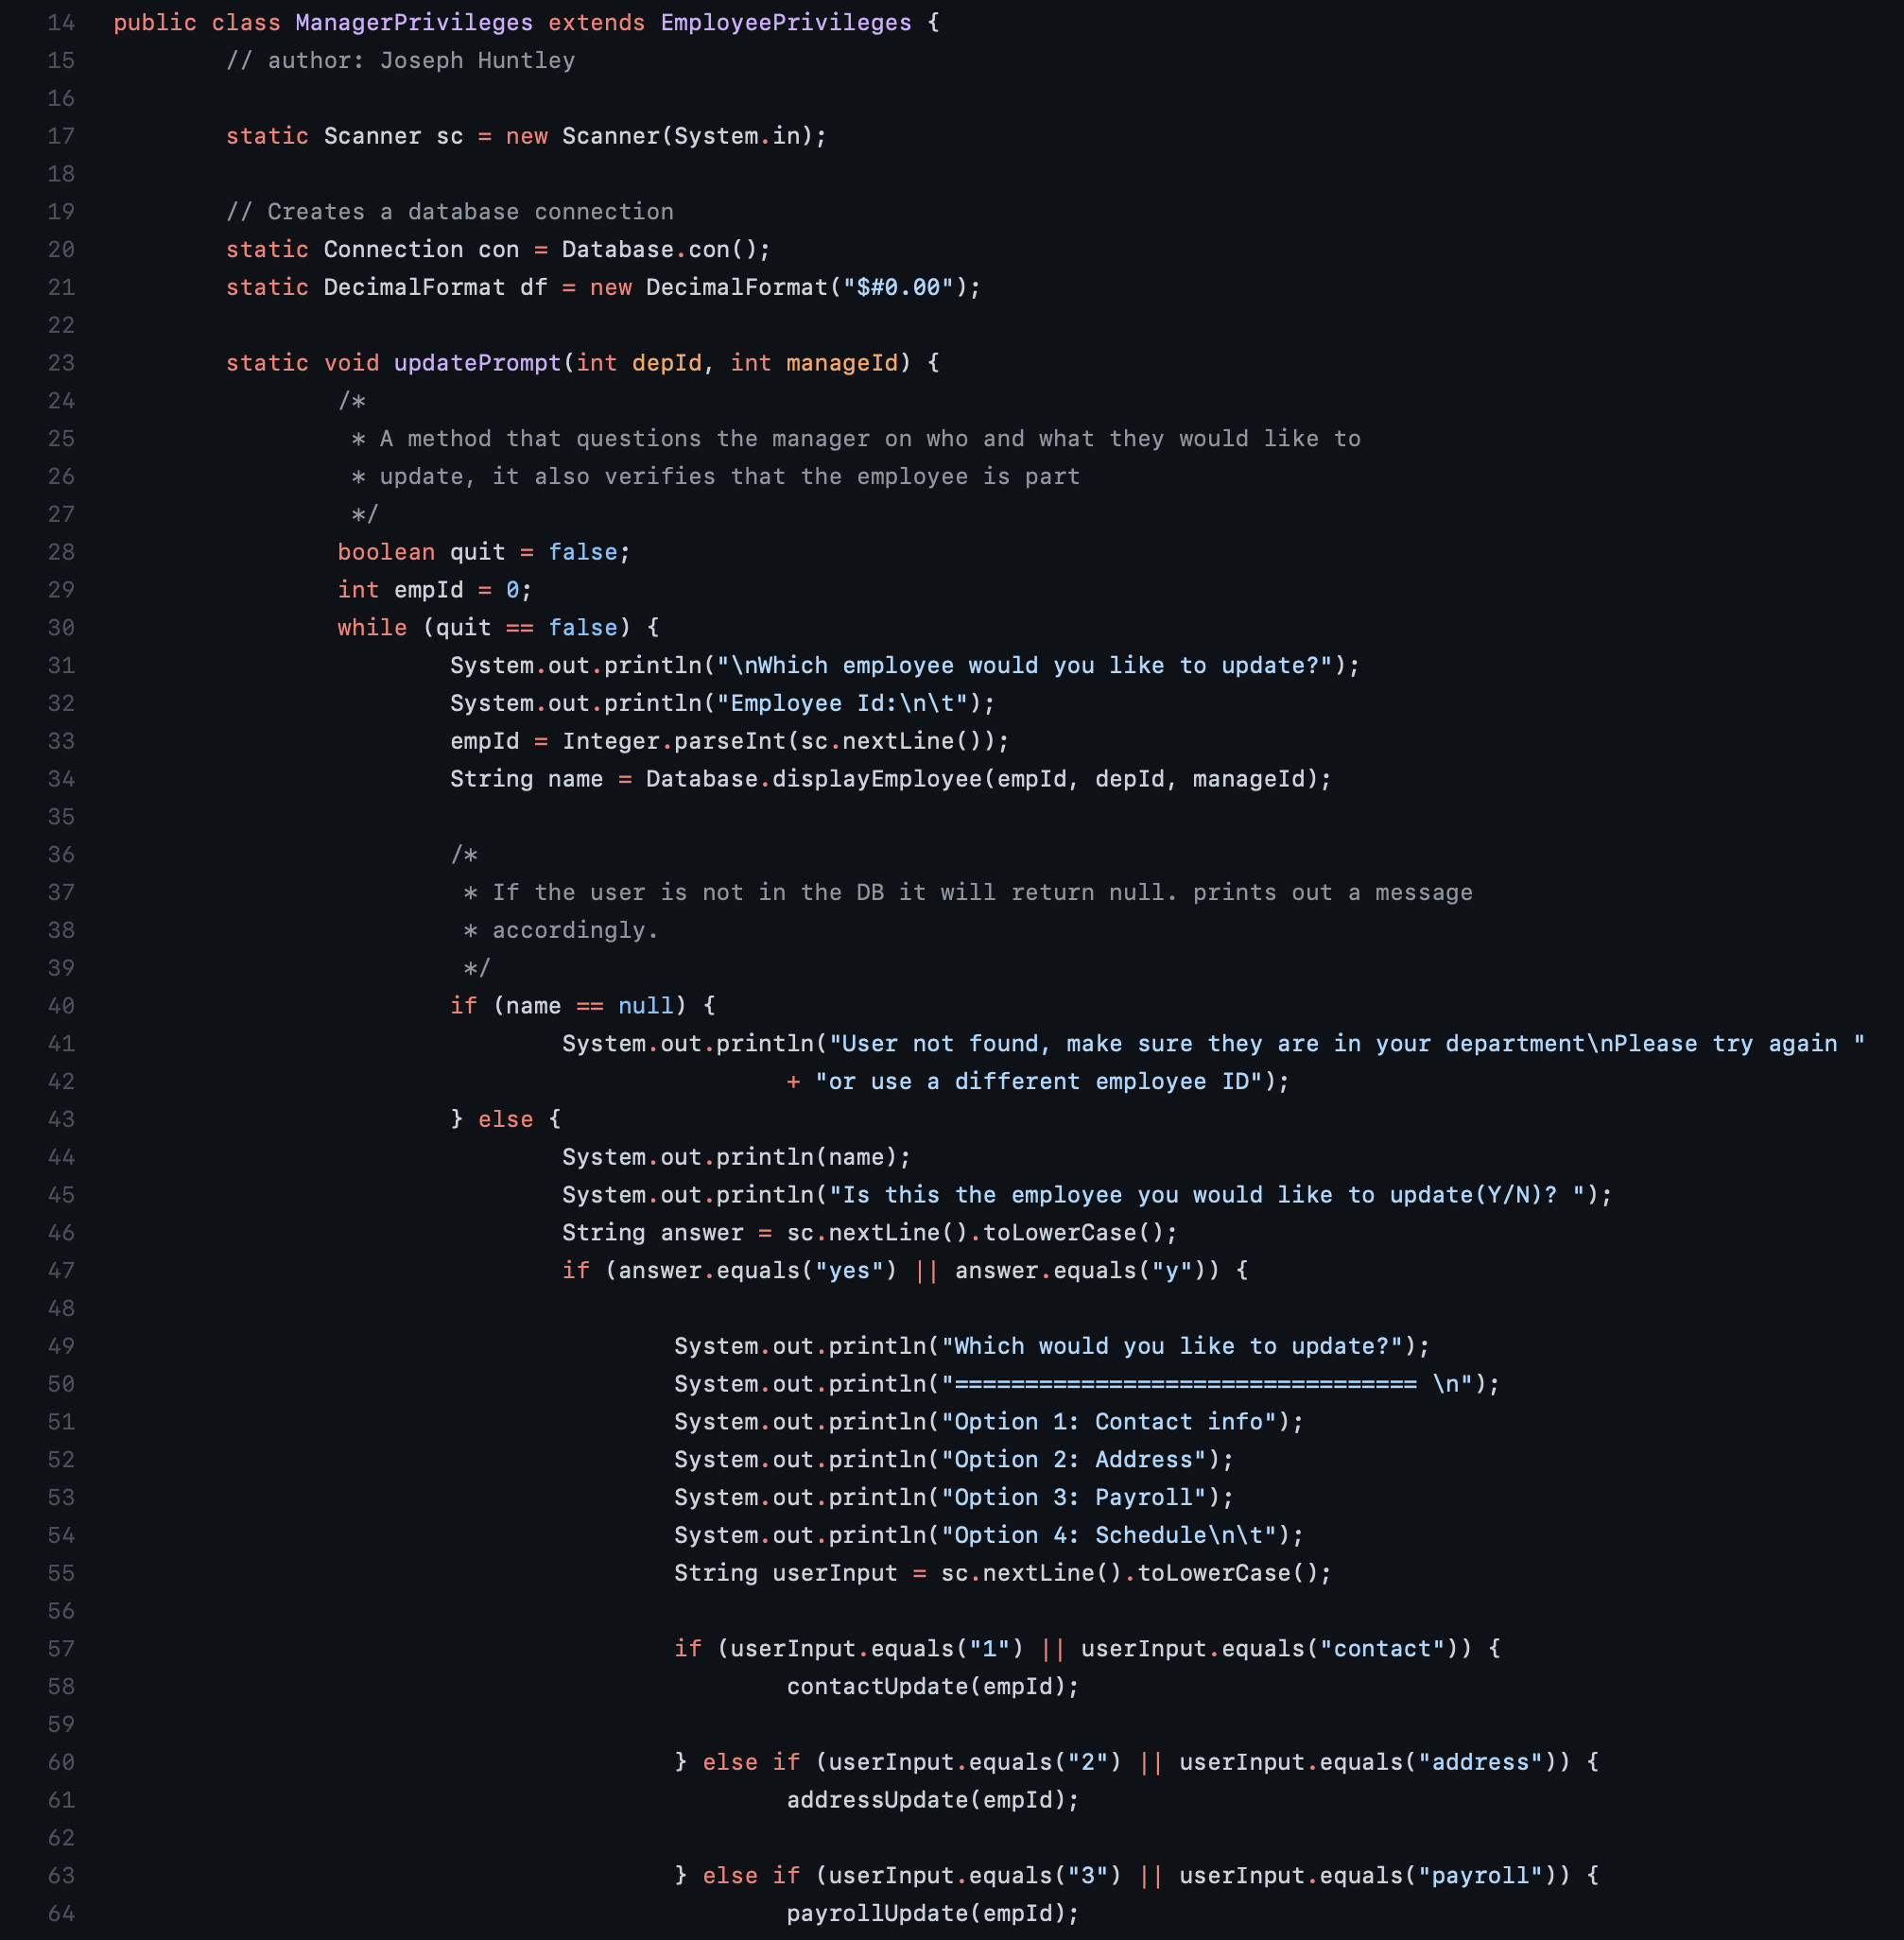 14 public class ManagerPrivileges extends EmployeePrivileges {
15 // author: Joseph Huntley
16
17 static Scanner sc = new Scanner(System.in);
18
19 // Creates a database connection
20 static Connection con = Database.con();
21 static DecimalFormat df = new DecimalFormat("$#0.00");
22
23 static void updatePrompt(int depId, int manageId) {
24 /*
25 * A method that questions the manager on who and what they would like to
26 * update, it also verifies that the employee is part
27 */
28 boolean quit = false;
29 int empId = 0;
30 while (quit == false) {
31 System.out.println("\nWhich employee would you like to update?");
32 System.out.println("Employee Id:\n\t");
33 empId = Integer.parseInt(sc.nextLine());
34 String name = Database.displayEmployee(empId, depId, manageId);
35
36 /*
37 * If the user is not in the DB it will return null. prints out a message
38 * accordingly.
39 */
40 if (name == null) {
41 System.out.println("User not found, make sure they are in your department\nPlease try again "
42 + "or use a different employee ID");
43 } else {
44 System.out.println(name);
45 System.out.println("Is this the employee you would like to update(Y/N)? ");
46 String answer = sc.nextLine().toLowerCase();
47 if (answer.equals("yes") || answer.equals("y")) {
48
49 System.out.println("Which would you like to update?");
50 System.out.println("================================= \n");
51 System.out.println("Option 1: Contact info");
52 System.out.println("Option 2: Address");
53 System.out.println("Option 3: Payroll");
54 System.out.println("Option 4: Schedule\n\t");
55 String userInput = sc.nextLine().toLowerCase();
56
57 if (userInput.equals("1") || userInput.equals("contact")) {
58 contactUpdate(empId);
59
60 } else if (userInput.equals("2") || userInput.equals("address")) {
61 addressUpdate(empId);
62
63 } else if (userInput.equals("3") || userInput.equals("payroll")) {
64 payrollUpdate(empId);